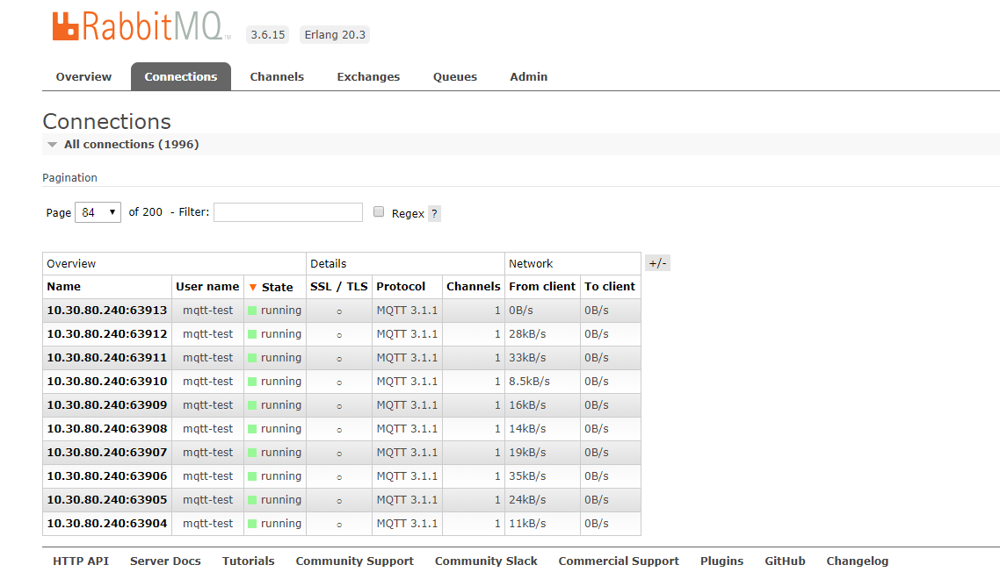 RabbitMQ™ 3.6.15 Erlang 20.3
Overview Connections Channels Exchanges Queues Admin
Connections
All connections (1996)
Pagination
Page 84 of 200 - Filter: Regex ?
Overview Details Network +/-
Name User name State SSL / TLS Protocol Channels From client To client
10.30.80.240:63913 mqtt-test running ○ MQTT 3.1.1 1 0B/s 0B/s
10.30.80.240:63912 mqtt-test running ○ MQTT 3.1.1 1 28kB/s 0B/s
10.30.80.240:63911 mqtt-test running ○ MQTT 3.1.1 1 33kB/s 0B/s
10.30.80.240:63910 mqtt-test running ○ MQTT 3.1.1 1 8.5kB/s 0B/s
10.30.80.240:63909 mqtt-test running ○ MQTT 3.1.1 1 16kB/s 0B/s
10.30.80.240:63908 mqtt-test running ○ MQTT 3.1.1 1 14kB/s 0B/s
10.30.80.240:63907 mqtt-test running ○ MQTT 3.1.1 1 19kB/s 0B/s
10.30.80.240:63906 mqtt-test running ○ MQTT 3.1.1 1 35kB/s 0B/s
10.30.80.240:63905 mqtt-test running ○ MQTT 3.1.1 1 24kB/s 0B/s
10.30.80.240:63904 mqtt-test running ○ MQTT 3.1.1 1 11kB/s 0B/s
HTTP API Server Docs Tutorials Community Support Community Slack Commercial Support Plugins GitHub Changelog